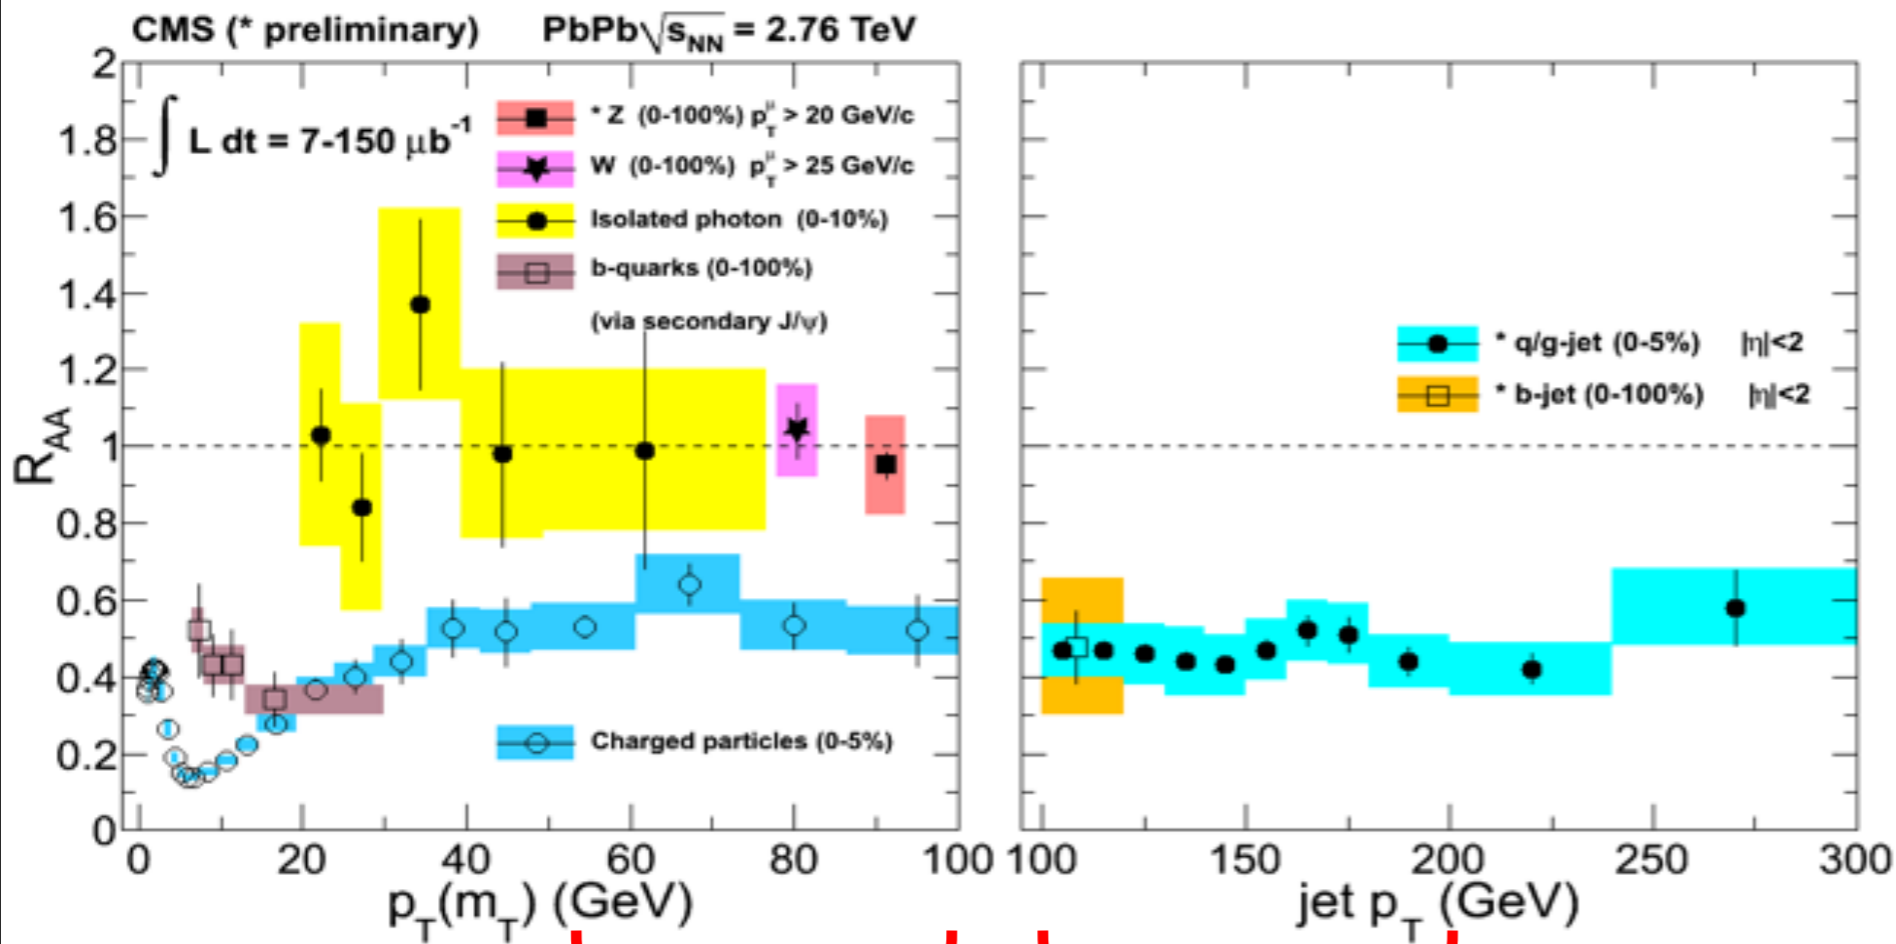 CMS (* preliminary) PbPb√sNN = 2.76 TeV
∫ L dt = 7-150 μb⁻¹
* Z (0-100%) pTμ > 20 GeV/c
W (0-100%) pTμ > 25 GeV/c
Isolated photon (0-10%)
b-quarks (0-100%)
(via secondary J/ψ)
Charged particles (0-5%)
RAA
2
1.8
1.6
1.4
1.2
1
0.8
0.6
0.4
0.2
0
0 20 40 60 80 100
pT(mT) (GeV)
* q/g-jet (0-5%) |η|<2
* b-jet (0-100%) |η|<2
100 150 200 250 300
jet pT (GeV)